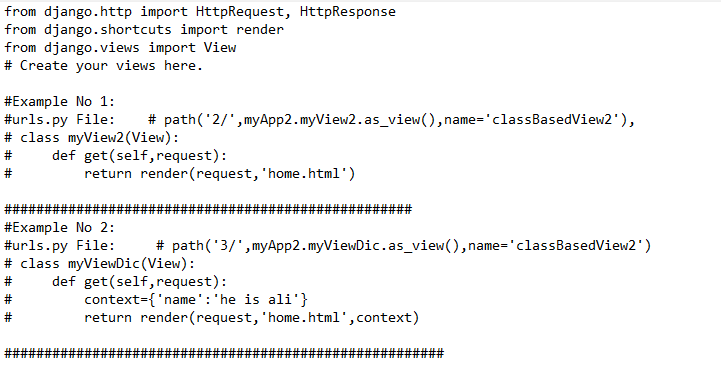 from django.http import HttpRequest, HttpResponse
from django.shortcuts import render
from django.views import View
# Create your views here.

#Example No 1:
#urls.py File:    # path('2/',myApp2.myView2.as_view(),name='classBasedView2'),
# class myView2(View):
#     def get(self,request):
#         return render(request,'home.html')

###################################################
#Example No 2:
#urls.py File:     # path('3/',myApp2.myViewDic.as_view(),name='classBasedView2')
# class myViewDic(View):
#     def get(self,request):
#         context={'name':'he is ali'}
#         return render(request,'home.html',context)

#######################################################